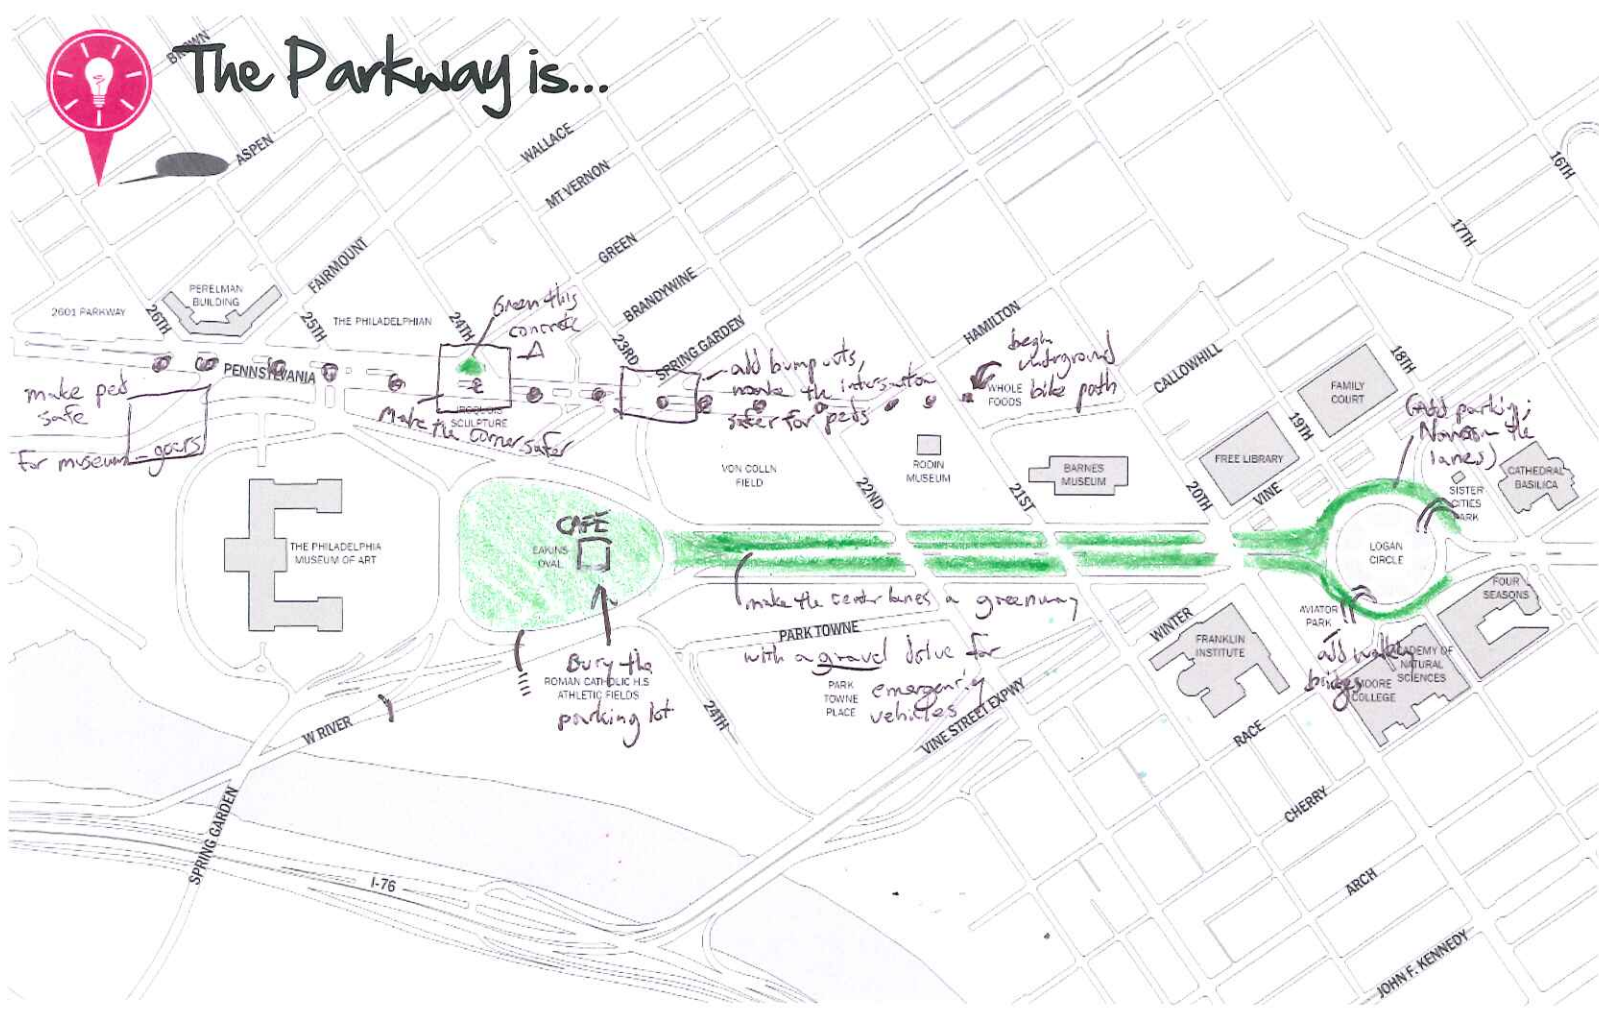 The Parkway is...
BROWN
ASPEN
WALLACE
MT VERNON
GREEN
FAIRMOUNT
BRANDYWINE
16TH
17TH
PERELMAN
BUILDING
2601 PARKWAY
26TH
25TH
THE PHILADELPHIAN
24TH
Green this
concrete
23RD
SPRING GARDEN
HAMILTON
CALLOWHILL
18TH
PENNSYLVANIA
make ped
safe
for museum-goers
Make the corner safer
SCULPTURE
add bumpouts,
make the intersection
safer for peds
begin
undrground
bike path
WHOLE
FOODS
FAMILY
COURT
19TH
(Add parking;
the
lanes)
VON COLLN
FIELD
22ND
RODIN
MUSEUM
21ST
BARNES
MUSEUM
20TH
FREE LIBRARY
VINE
SISTER
CITIES
PARK
CATHEDRAL
BASILICA
THE PHILADELPHIA
MUSEUM OF ART
CAFE
EAKINS
OVAL
LOGAN
CIRCLE
FOUR
SEASONS
make the center lanes a greenway
with a gravel drive for
emergency
vehicles
PARK TOWNE
PARK
TOWNE
PLACE
WINTER
FRANKLIN
INSTITUTE
AVIATOR
PARK
add walking
bridges
ACADEMY OF
NATURAL
SCIENCES
MOORE
COLLEGE
Bury the
ROMAN CATHOLIC H.S
ATHLETIC FIELDS
parking lot
24TH
VINE STREET EXPWY
W RIVER
RACE
CHERRY
SPRING GARDEN
I-76
ARCH
JOHN F. KENNEDY